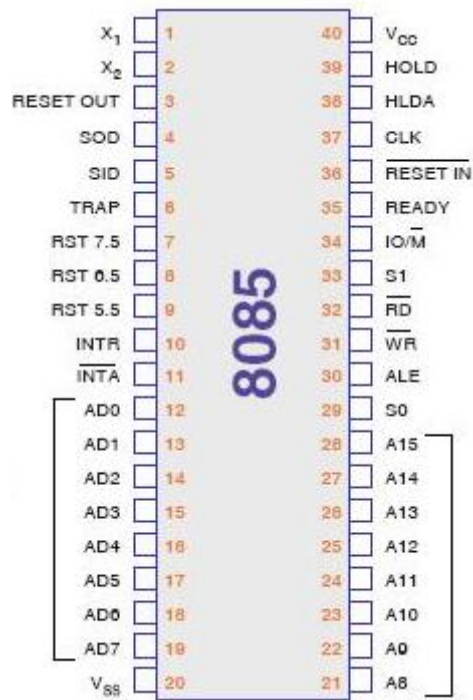 X1 1 40 VCC
X2 2 39 HOLD
RESET OUT 3 38 HLDA
SOD 4 37 CLK
SID 5 36 RESET IN
TRAP 6 35 READY
RST 7.5 7 34 IO/M
RST 6.5 8 33 S1
RST 5.5 9 32 RD
INTR 10 31 WR
INTA 11 30 ALE
AD0 12 29 S0
AD1 13 28 A15
AD2 14 27 A14
AD3 15 26 A13
AD4 16 25 A12
AD5 17 24 A11
AD6 18 23 A10
AD7 19 22 A9
VSS 20 21 A8
8085